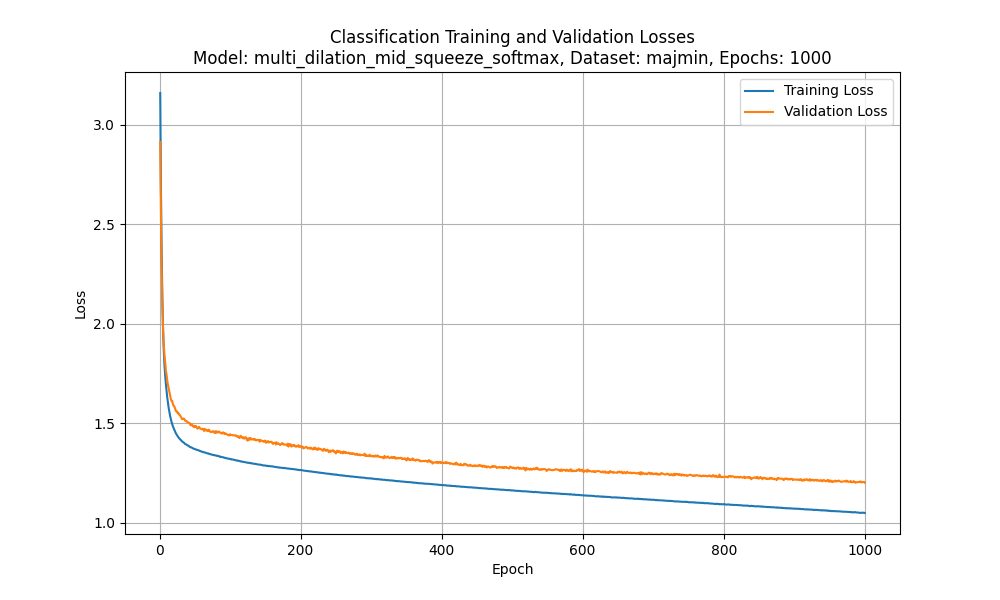 Classification Training and Validation Losses
Model: multi_dilation_mid_squeeze_softmax, Dataset: majmin, Epochs: 1000
Training Loss
Validation Loss
3.0
2.5
2.0
1.5
1.0
Loss
0 200 400 600 800 1000
Epoch